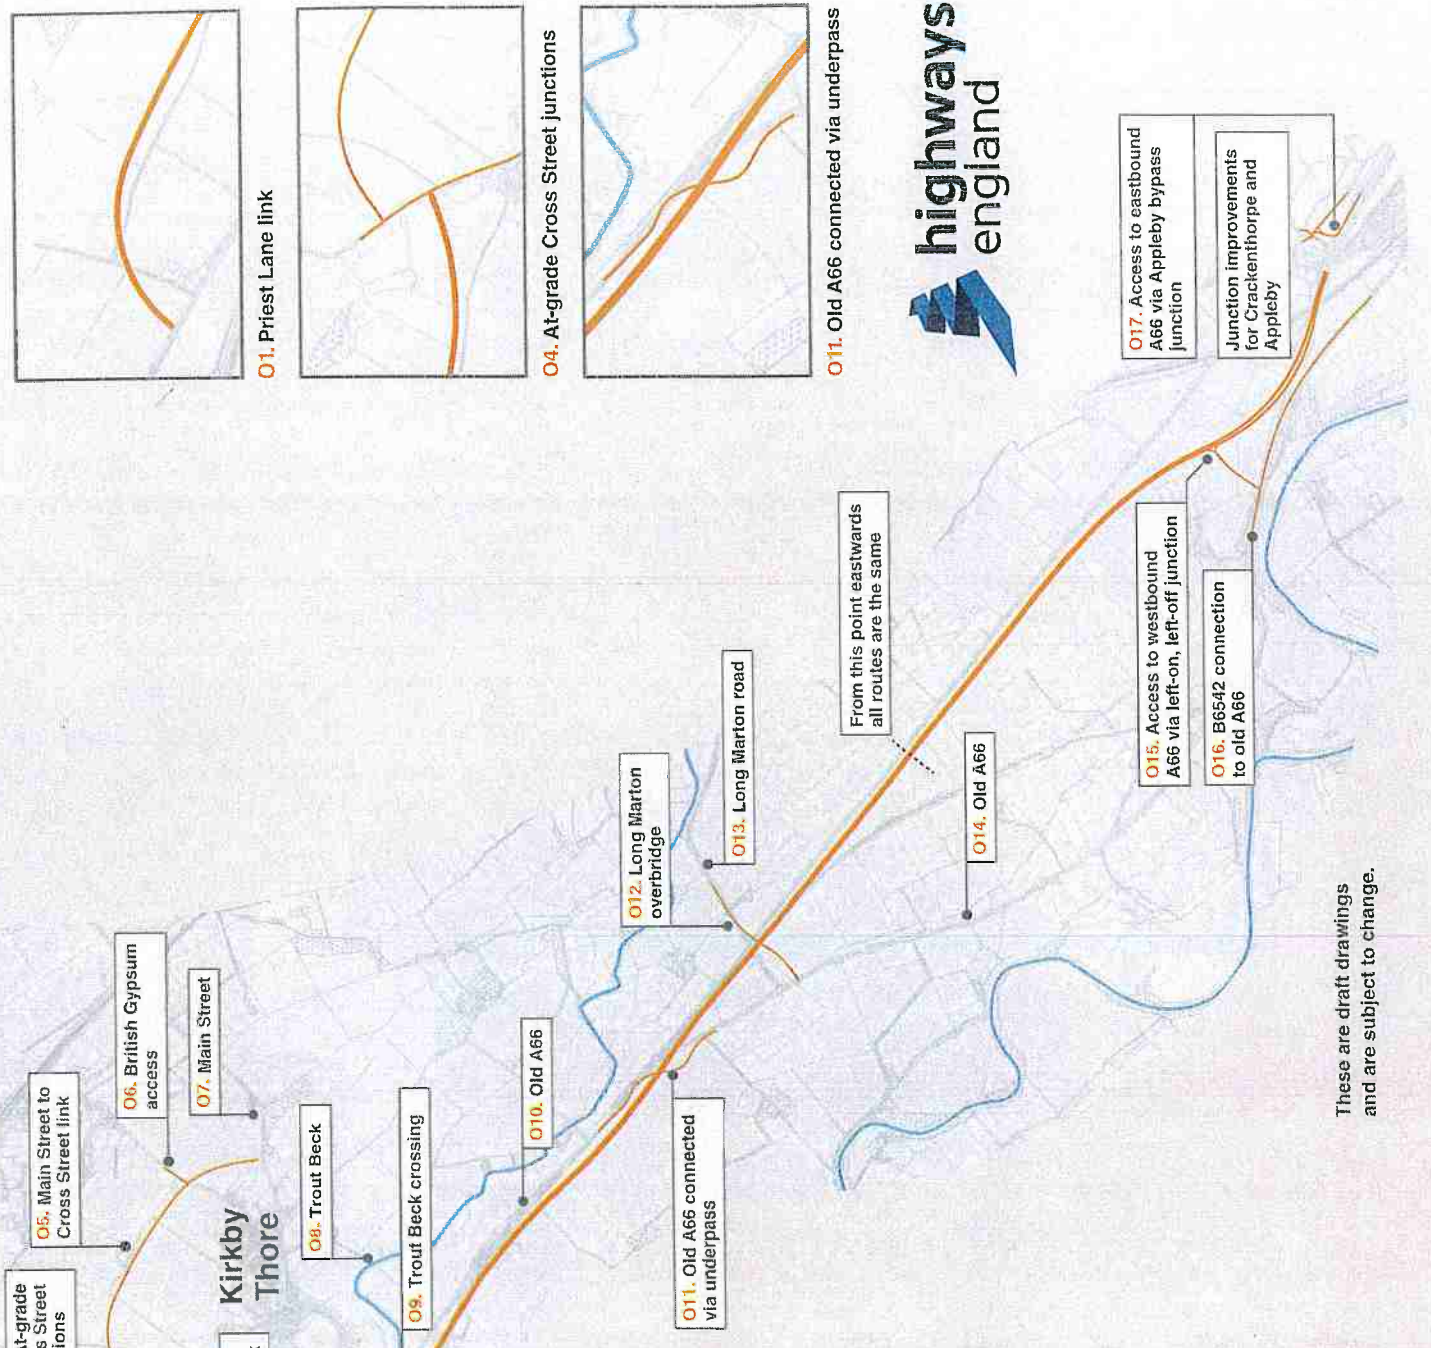 O1. Priest Lane link
O4. At-grade Cross Street junctions
O11. Old A66 connected via underpass
highways
england
At-grade
s Street
ions
O5. Main Street to
Cross Street link
O6. British Gypsum
access
O7. Main Street
Kirkby
Thore
O8. Trout Beck
O9. Trout Beck crossing
O10. Old A66
O11. Old A66 connected
via underpass
O12. Long Marton
overbridge
O13. Long Marton road
From this point eastwards
all routes are the same
O14. Old A66
O15. Access to westbound
A66 via left-on, left-off junction
O16. B6542 connection
to old A66
O17. Access to eastbound
A66 via Appleby bypass
junction
Junction improvements
for Crackenthorpe and
Appleby
These are draft drawings
and are subject to change.